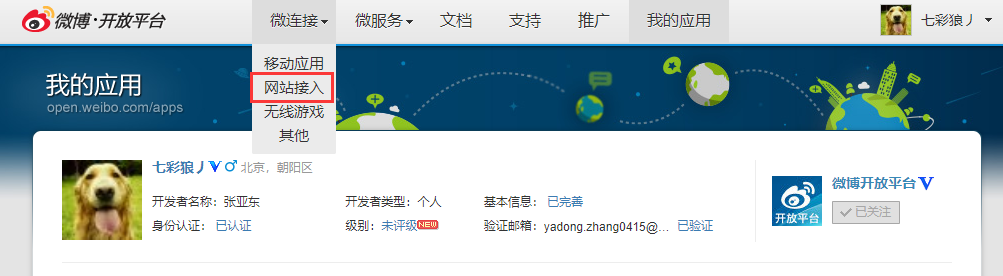 微博·开放平台 微连接 微服务 文档 支持 推广 我的应用 七彩狼丿
移动应用
网站接入
无线游戏
其他
我的应用
open.weibo.com/apps
七彩狼丿 V 北京，朝阳区
开发者名称：张亚东 开发者类型：个人 基本信息： 已完善
身份认证： 已认证 级别：未评级 NEW 验证邮箱：yadong.zhang0415@... 已验证
微博开放平台 V
开放平台
已关注